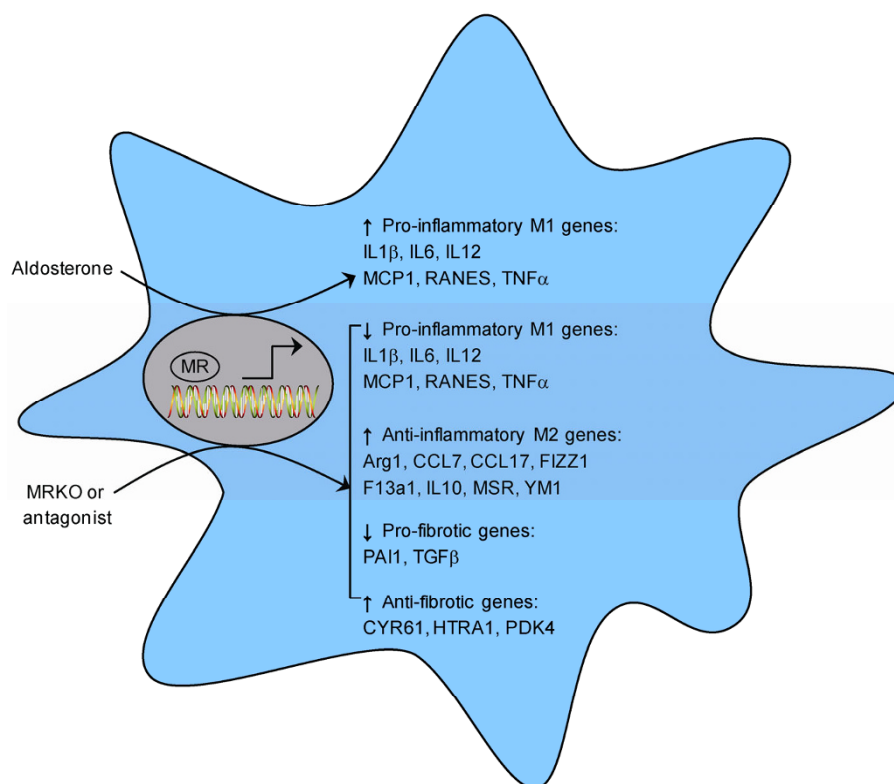 ↑ Pro-inflammatory M1 genes:
IL1β, IL6, IL12
MCP1, RANES, TNFα
Aldosterone
↓ Pro-inflammatory M1 genes:
IL1β, IL6, IL12
MCP1, RANES, TNFα
MR
↑ Anti-inflammatory M2 genes:
Arg1, CCL7, CCL17, FIZZ1
F13a1, IL10, MSR, YM1
MRKO or
antagonist
↓ Pro-fibrotic genes:
PAI1, TGFβ
↑ Anti-fibrotic genes:
CYR61, HTRA1, PDK4